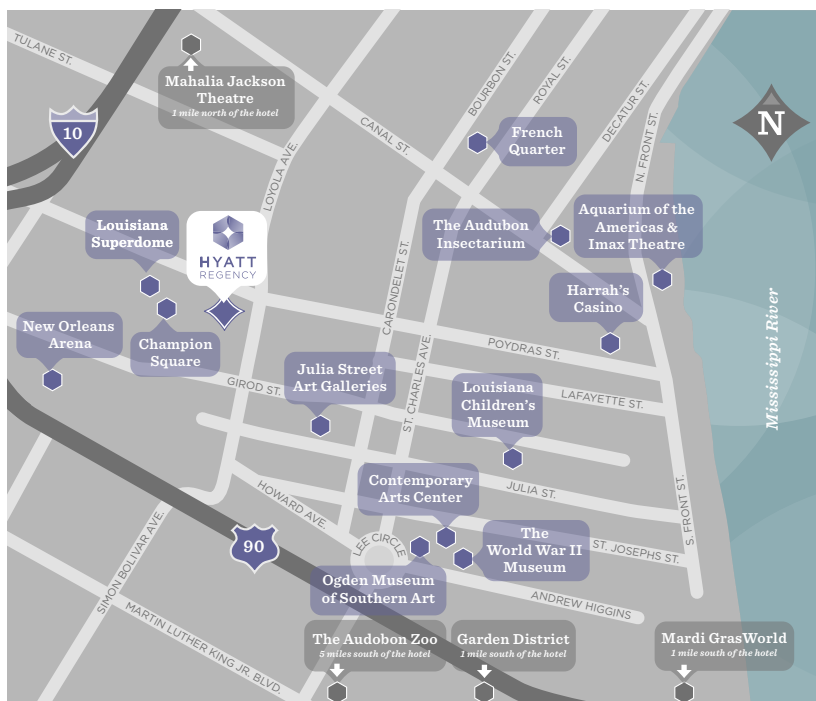 TULANE ST.
10
Mahalia Jackson
Theatre
1 mile north of the hotel
LOYOLA AVE.
CANAL ST.
BOURBON ST.
ROYAL ST.
DECATUR ST.
N. FRONT ST.
N
French
Quarter
The Audubon
Insectarium
Aquarium of the
Americas &
Imax Theatre
Louisiana
Superdome
HYATT
REGENCY
Harrah's
Casino
Mississippi River
New Orleans
Arena
Champion
Square
CARONDELET ST.
ST. CHARLES AVE.
POYDRAS ST.
LAFAYETTE ST.
GIROD ST.
Julia Street
Art Galleries
Louisiana
Children's
Museum
Contemporary
Arts Center
JULIA ST.
S. FRONT ST.
HOWARD AVE.
90
LEE CIRCLE
The
World War II
Museum
ST. JOSEPHS ST.
Ogden Museum
of Southern Art
ANDREW HIGGINS
SIMON BOLIVAR AVE.
MARTIN LUTHER KING JR. BLVD.
The Audobon Zoo
5 miles south of the hotel
Garden District
1 mile south of the hotel
Mardi GrasWorld
1 mile south of the hotel